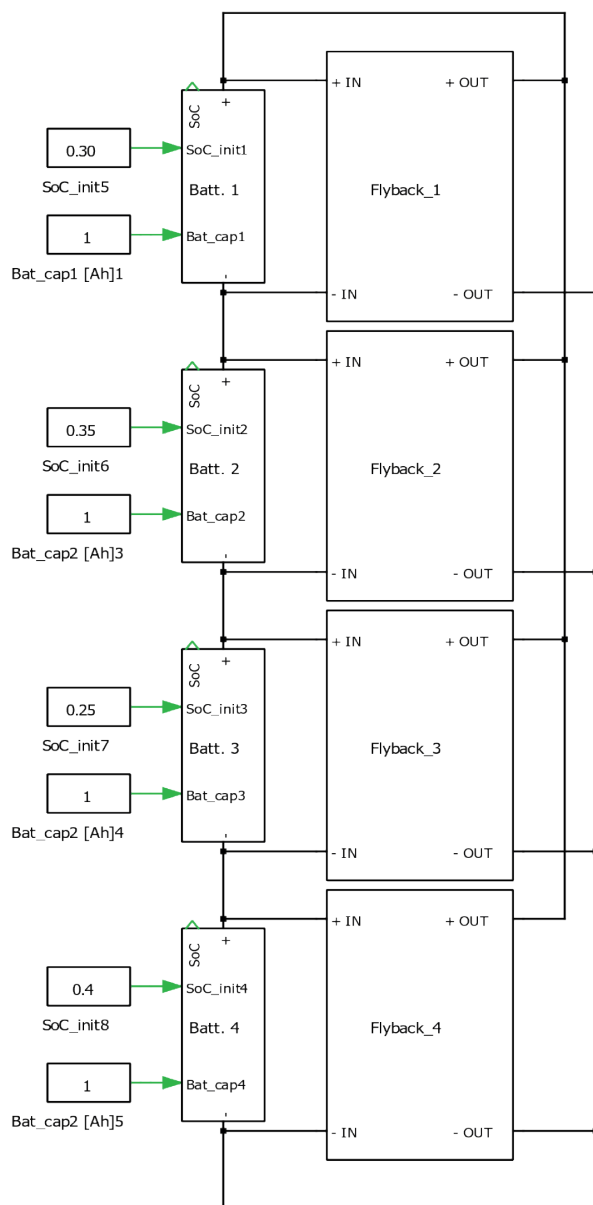 +
+ IN
+ OUT
SoC
0.30
SoC_init1
SoC_init5
Batt. 1
Flyback_1
1
Bat_cap1
Bat_cap1 [Ah]1
-
- IN
- OUT
+
+ IN
+ OUT
SoC
0.35
SoC_init2
SoC_init6
Batt. 2
Flyback_2
1
Bat_cap2
Bat_cap2 [Ah]3
-
- IN
- OUT
+
+ IN
+ OUT
SoC
0.25
SoC_init3
SoC_init7
Batt. 3
Flyback_3
1
Bat_cap3
Bat_cap2 [Ah]4
-
- IN
- OUT
+
+ IN
+ OUT
SoC
0.4
SoC_init4
SoC_init8
Batt. 4
Flyback_4
1
Bat_cap4
Bat_cap2 [Ah]5
-
- IN
- OUT